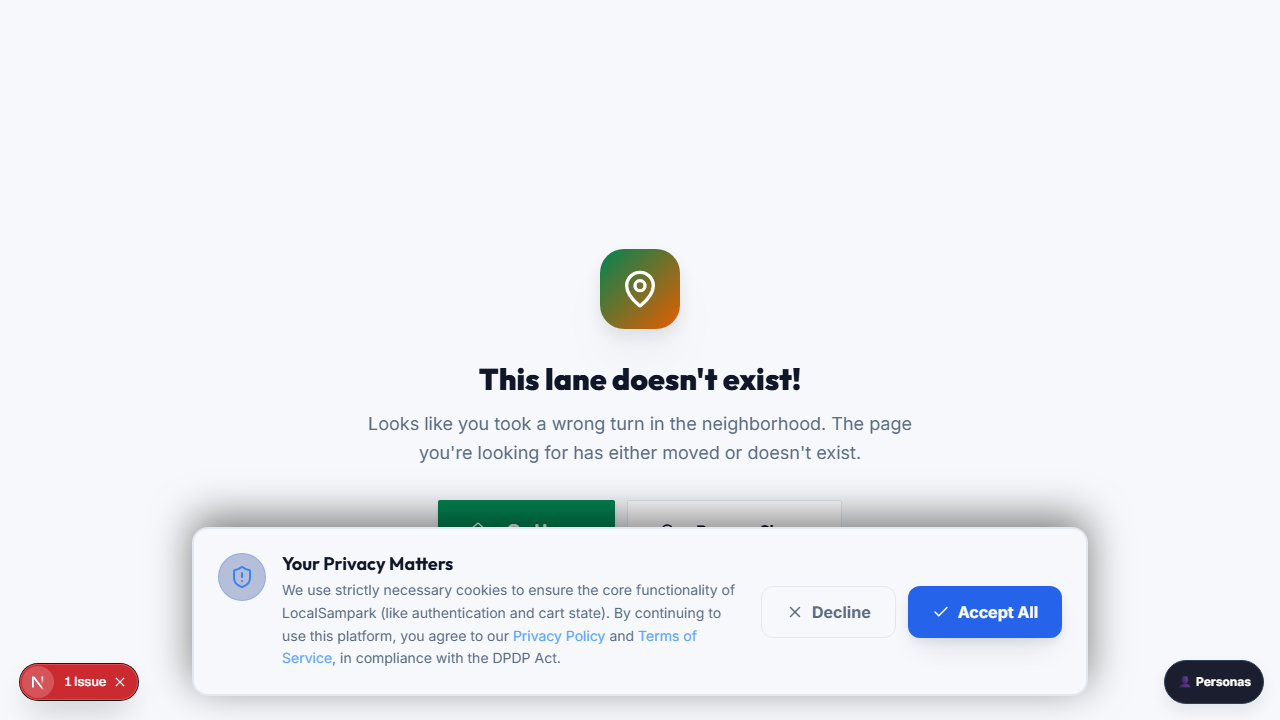 This lane doesn't exist!
Looks like you took a wrong turn in the neighborhood. The page
you're looking for has either moved or doesn't exist.
Your Privacy Matters
We use strictly necessary cookies to ensure the core functionality of
LocalSampark (like authentication and cart state). By continuing to
use this platform, you agree to our Privacy Policy and Terms of
Service, in compliance with the DPDP Act.
Decline
Accept All
1 Issue
Personas